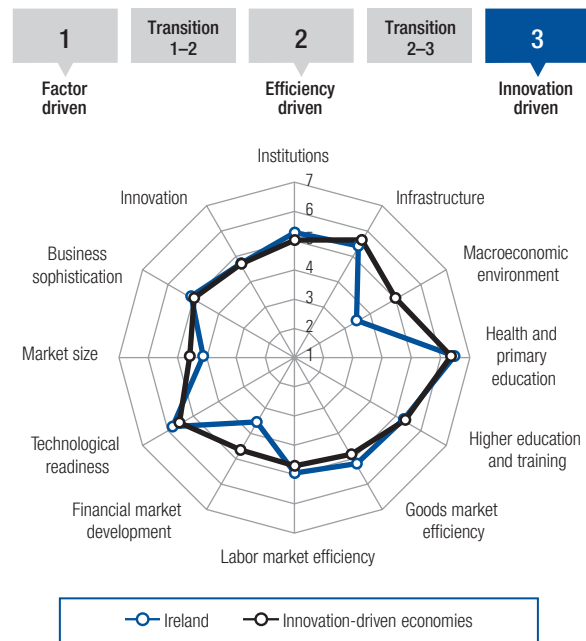 1
Transition
1–2
2
Transition
2–3
3
Factor
driven
Efficiency
driven
Innovation
driven
Institutions
7
6
5
4
3
2
1
Infrastructure
Macroeconomic
environment
Health and
primary
education
Higher education
and training
Goods market
efficiency
Labor market efficiency
Financial market
development
Technological
readiness
Market size
Business
sophistication
Innovation
Ireland
Innovation-driven economies